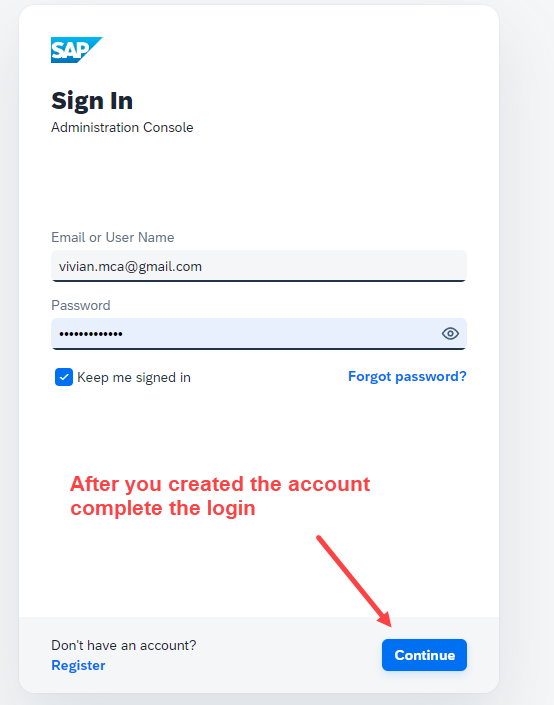 SAP
Sign In
Administration Console
Email or User Name
vivian.mca@gmail.com
Password
•••••••••••••
Keep me signed in
Forgot password?
After you created the account
complete the login
Don't have an account?
Register
Continue